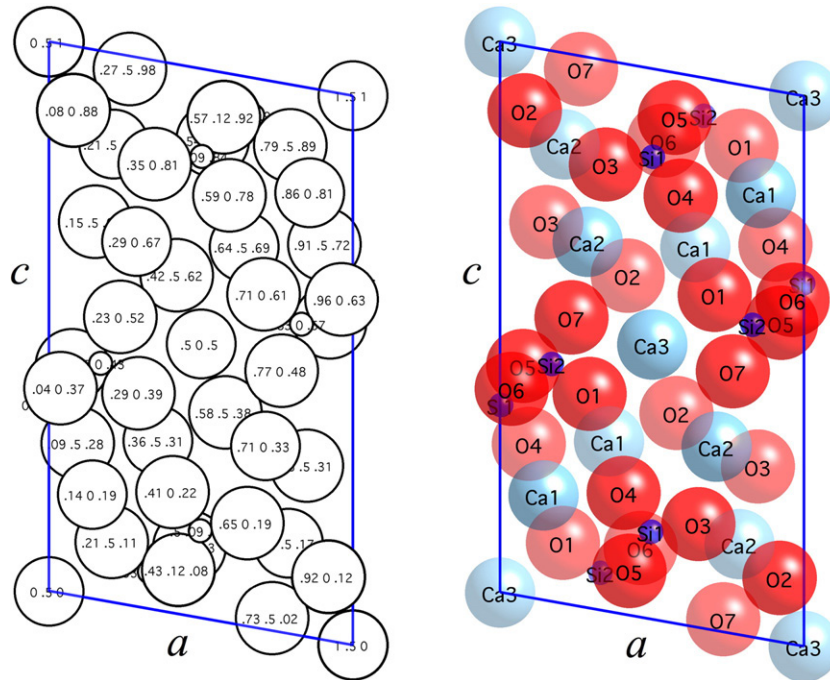 0 .5 1
.27 .5 .98
1 .5 1
.08 0 .88
.57 .12 .92
.21 .5
.35 0 .81
.79 .5 .89
.59 0 .78
.86 0 .81
.15 .5
.29 0 .67
.64 .5 .69
.91 .5 .72
.42 .5 .62
.71 0 .61
.96 0 .63
.23 0 .52
.5 0 .5
.77 0 .48
.04 0 .37
.29 0 .39
.58 .5 .38
.09 .5 .28
.36 .5 .31
.71 0 .33
.5 .31
.14 0 .19
.41 0 .22
.65 0 .19
.21 .5 .11
.5 .17
.43 .12 .08
.92 0 .12
0 .5 0
.73 .5 .02
1 .5 0
c
a
Ca3
O7
Ca3
O2
O5
Si2
Ca2
O6
O1
O3
Si1
O4
Ca1
O3
Ca2
Ca1
O4
O2
O1
Si1
O6
O7
Si2
O5
Ca3
O5
Si2
O7
O6
O1
Si1
O2
O4
Ca1
Ca2
O3
Ca1
O4
O3
O1
Si1
O6
Ca2
Si2
O5
O2
Ca3
O7
Ca3
c
a